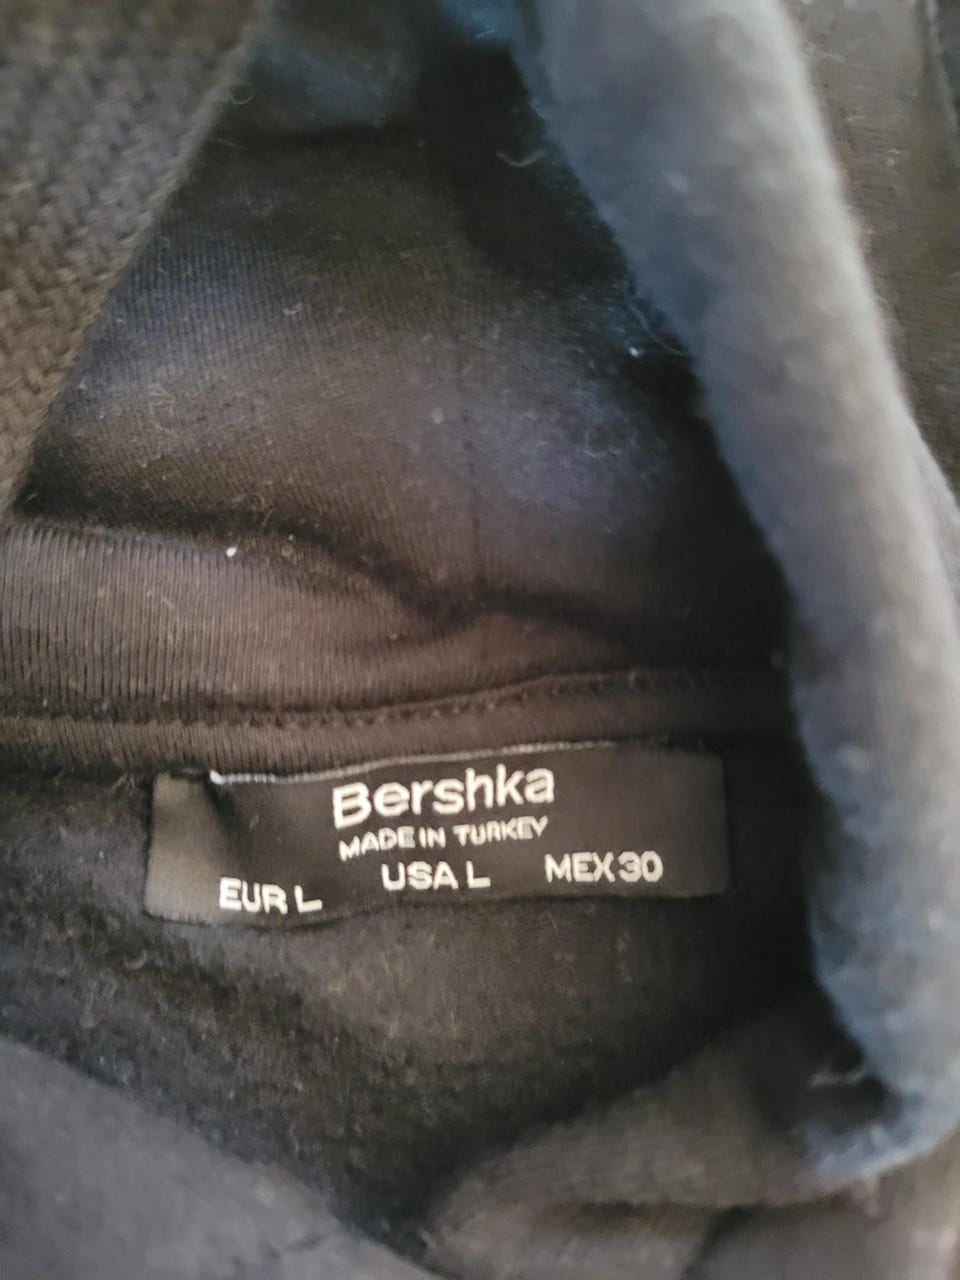 Bershka
MADE IN TURKEY
EUR L USA L MEX 30